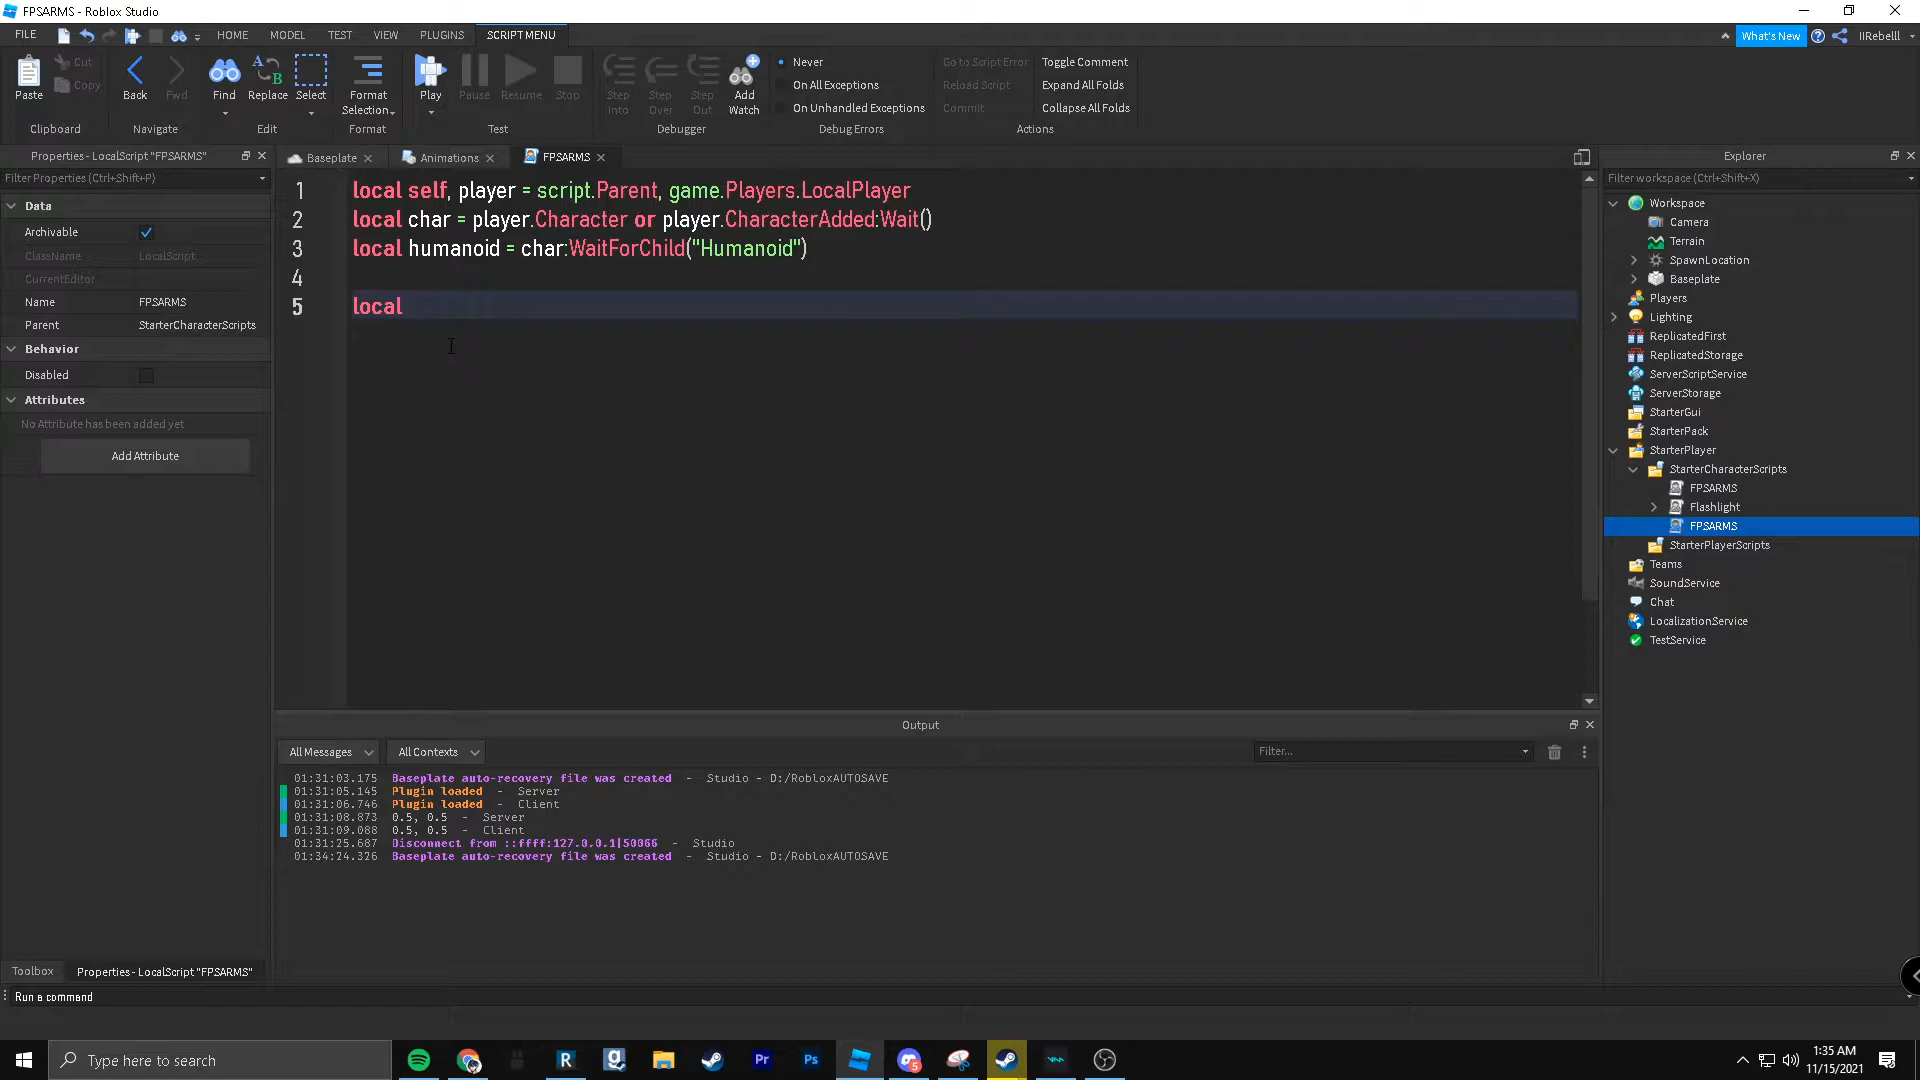 FPSARMS - Roblox Studio
FILE HOME MODEL TEST VIEW PLUGINS SCRIPT MENU What's New IIRebelll
Paste Cut Copy Back Fwd Find Replace Select Format Selection Play Pause Resume Stop Step Into Step Over Step Out Add Watch Never On All Exceptions On Unhandled Exceptions Go to Script Error Reload Script Commit Toggle Comment Expand All Folds Collapse All Folds
Clipboard Navigate Edit Format Test Debugger Debug Errors Actions
Properties - LocalScript "FPSARMS"
Filter Properties (Ctrl+Shift+P)
Data
Archivable
ClassName LocalScript
CurrentEditor
Name FPSARMS
Parent StarterCharacterScripts
Behavior
Disabled
Attributes
No Attribute has been added yet
Add Attribute
Toolbox Properties - LocalScript "FPSARMS"
Baseplate Animations FPSARMS
1 local self, player = script.Parent, game.Players.LocalPlayer
2 local char = player.Character or player.CharacterAdded:Wait()
3 local humanoid = char:WaitForChild("Humanoid")
4
5 local
Output
All Messages All Contexts Filter...
01:31:03.175 Baseplate auto-recovery file was created - Studio - D:/RobloxAUTOSAVE
01:31:05.145 Plugin loaded - Server
01:31:06.746 Plugin loaded - Client
01:31:08.873 0.5, 0.5 - Server
01:31:09.088 0.5, 0.5 - Client
01:31:25.687 Disconnect from ::ffff:127.0.0.1|50066 - Studio
01:34:24.326 Baseplate auto-recovery file was created - Studio - D:/RobloxAUTOSAVE
Explorer
Filter workspace (Ctrl+Shift+X)
Workspace
Camera
Terrain
SpawnLocation
Baseplate
Players
Lighting
ReplicatedFirst
ReplicatedStorage
ServerScriptService
ServerStorage
StarterGui
StarterPack
StarterPlayer
StarterCharacterScripts
FPSARMS
Flashlight
FPSARMS
StarterPlayerScripts
Teams
SoundService
Chat
LocalizationService
TestService
Run a command
Type here to search
Pr
Ps
1:35 AM
11/15/2021